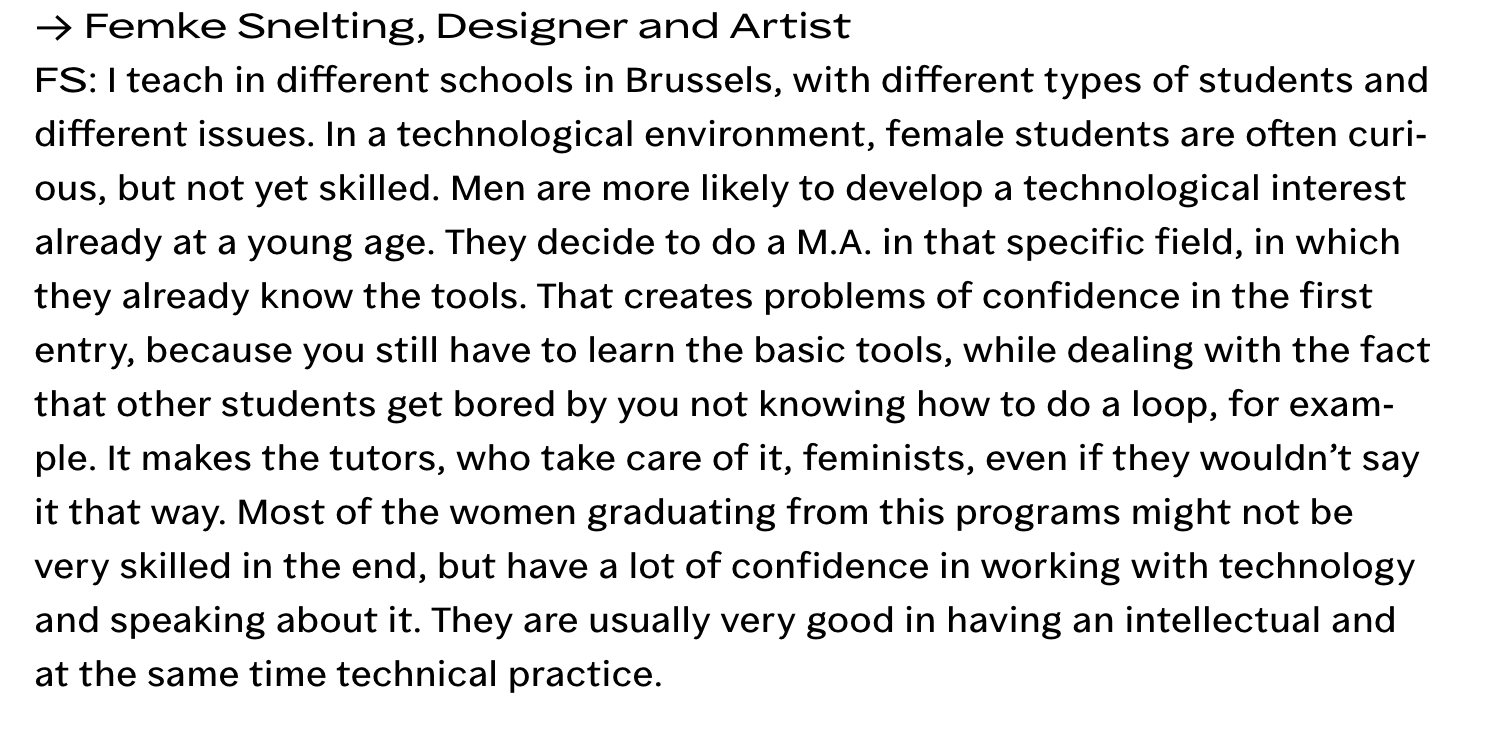 → Femke Snelting, Designer and Artist
FS: I teach in different schools in Brussels, with different types of students and
different issues. In a technological environment, female students are often curi-
ous, but not yet skilled. Men are more likely to develop a technological interest
already at a young age. They decide to do a M.A. in that specific field, in which
they already know the tools. That creates problems of confidence in the first
entry, because you still have to learn the basic tools, while dealing with the fact
that other students get bored by you not knowing how to do a loop, for exam-
ple. It makes the tutors, who take care of it, feminists, even if they wouldn’t say
it that way. Most of the women graduating from this programs might not be
very skilled in the end, but have a lot of confidence in working with technology
and speaking about it. They are usually very good in having an intellectual and
at the same time technical practice.